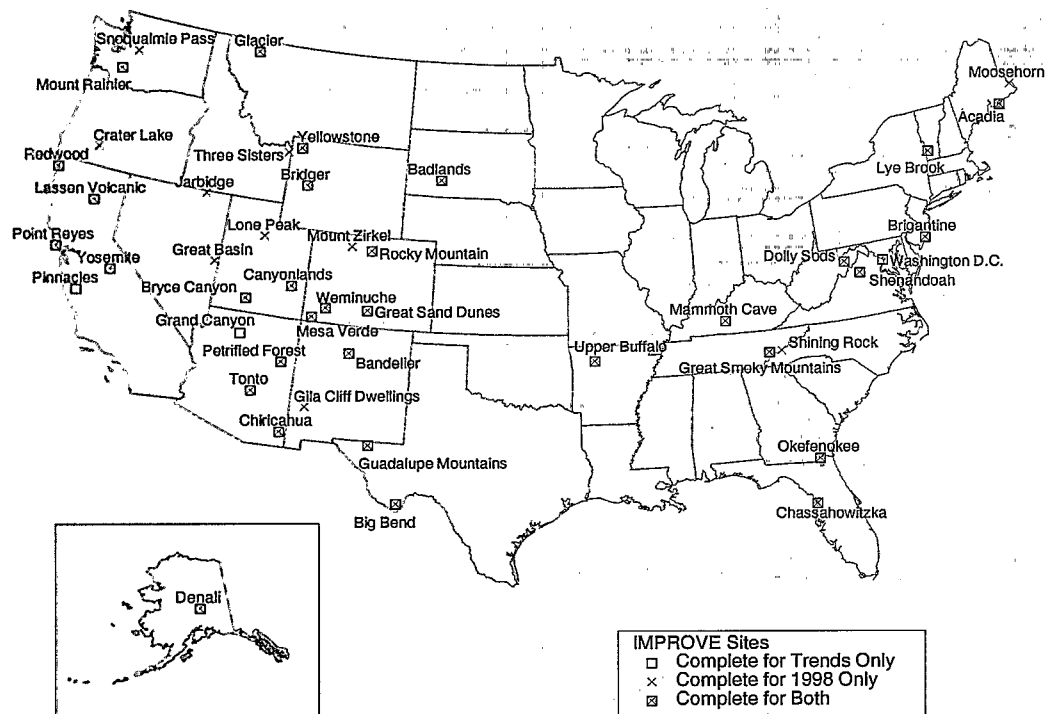 Snoqualmie Pass
Glacier
Mount Rainier
Moosehorn
Acadia
Crater Lake
Redwood
Three Sisters
Yellowstone
Badlands
Lye Brook
Lassen Volcanic
Jarbidge
Bridger
Lone Peak
Mount Zirkel
Point Reyes
Great Basin
Rocky Mountain
Brigantine
Yosemite
Canyonlands
Dolly Sods
Washington D.C.
Pinnacles
Bryce Canyon
Shenandoah
Weminuche
Great Sand Dunes
Mammoth Cave
Grand Canyon
Mesa Verde
Upper Buffalo
Shining Rock
Petrified Forest
Bandelier
Great Smoky Mountains
Tonto
Gila Cliff Dwellings
Chiricahua
Okefenokee
Guadalupe Mountains
Chassahowitzka
Big Bend
Denali
IMPROVE Sites
Complete for Trends Only
Complete for 1998 Only
Complete for Both